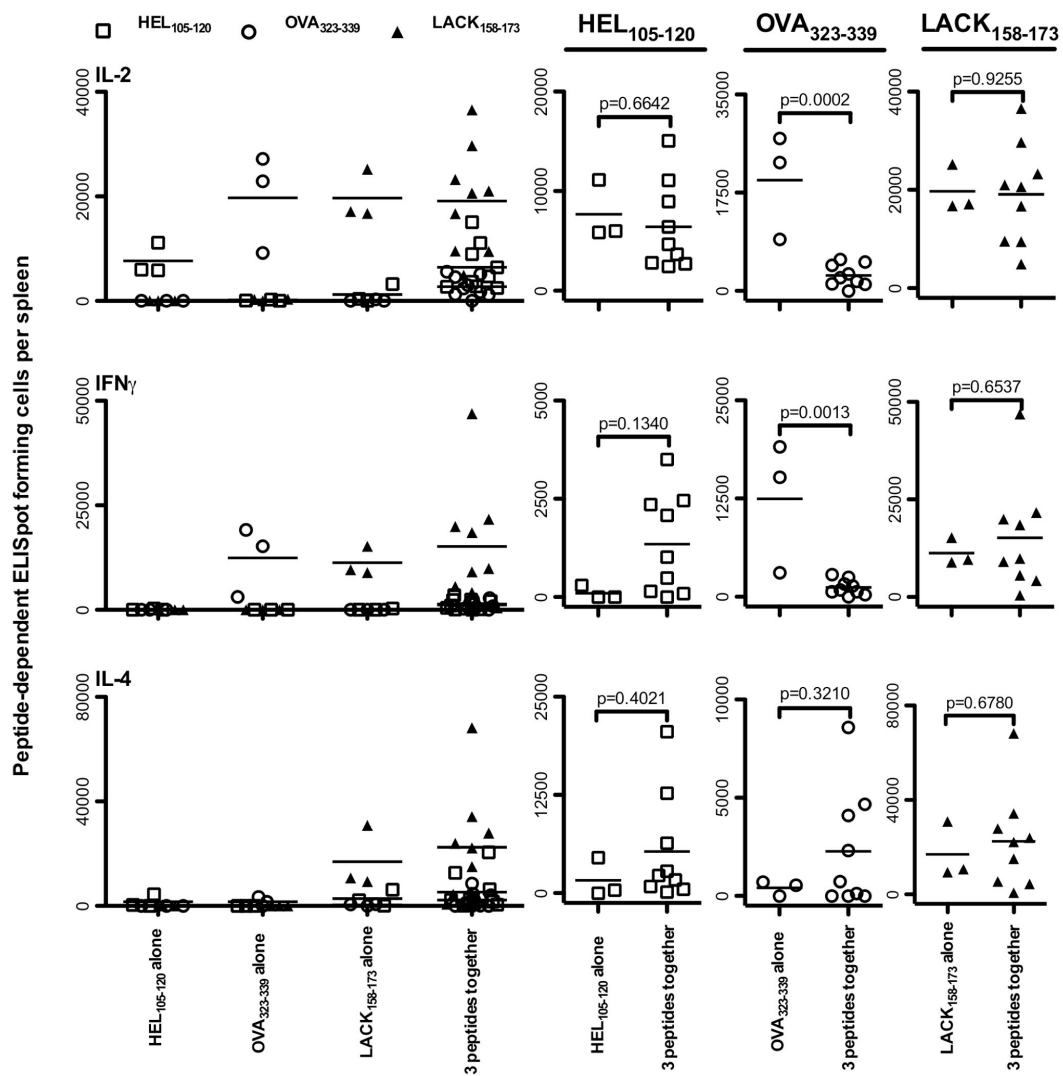 HEL105-120 OVA323-339 LACK158-173
HEL105-120 OVA323-339 LACK158-173
Peptide-dependent ELISpot forming cells per spleen
IL-2
40000
20000
0
20000
10000
0
p=0.6642
35000
17500
0
p=0.0002
40000
20000
0
p=0.9255
IFNγ
50000
25000
0
5000
25000
0
p=0.1340
25000
12500
0
p=0.0013
50000
25000
0
p=0.6537
IL-4
80000
40000
0
25000
12500
0
p=0.4021
10000
5000
0
p=0.3210
80000
40000
0
p=0.6780
HEL105-120 alone
OVA323-339 alone
LACK158-173 alone
3 peptides together
HEL105-120 alone
3 peptides together
OVA323-339 alone
3 peptides together
LACK158-173 alone
3 peptides together